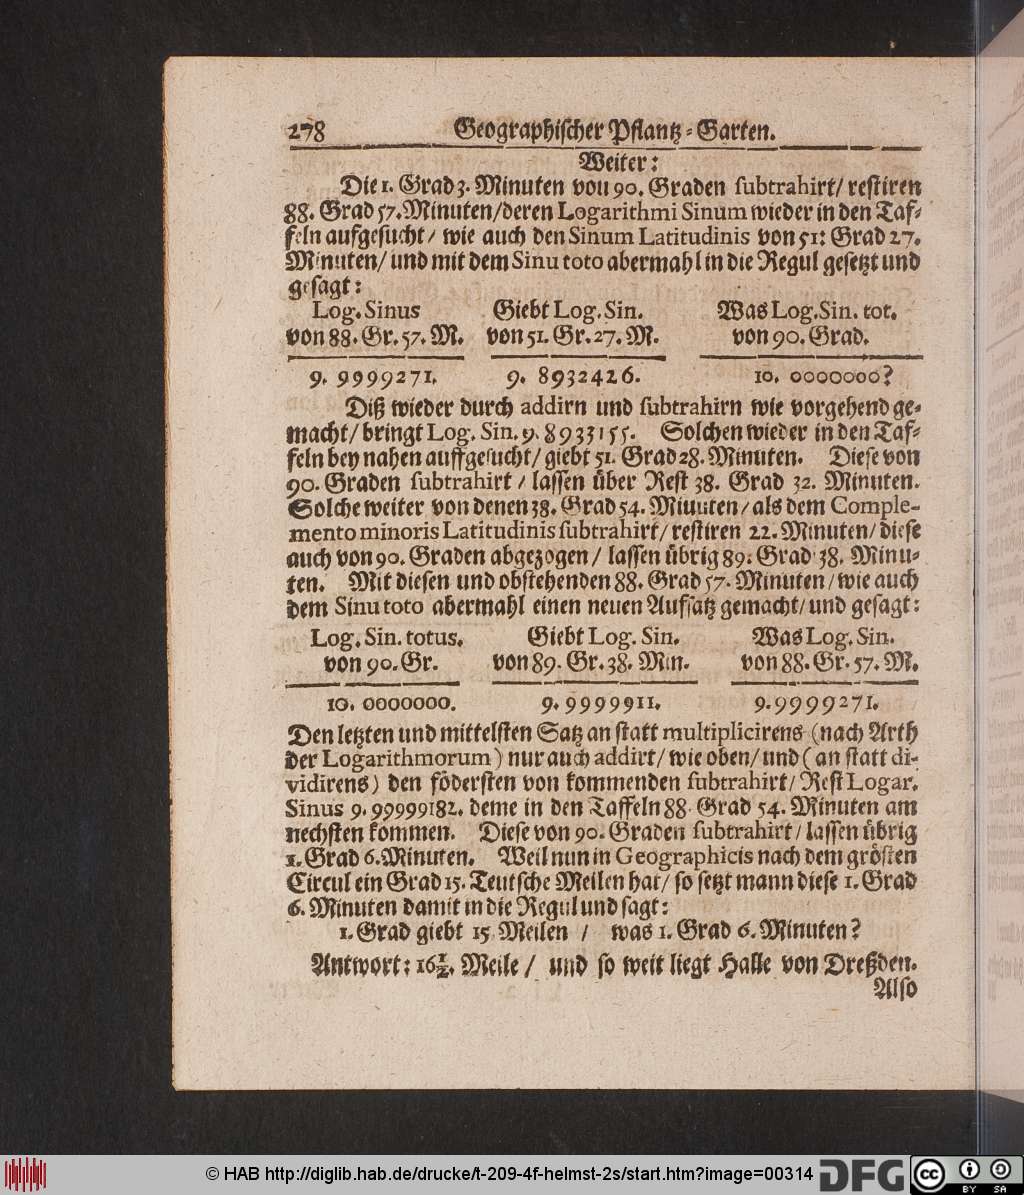 278 Geographischer Pflantz-Garten.
Weiter:
Die 1. Grad 3. Minuten von 90. Graden subtrahirt/ restiren
88. Grad 57. Minuten/ deren Logarithmi Sinum wieder in den Taf-
feln aufgesucht/ wie auch den Sinum Latitudinis von 51: Grad 27.
Minuten/ und mit dem Sinu toto abermahl in die Regul gesetzt und
gesagt:
Log. Sinus Giebt Log. Sin. Was Log. Sin. tot.
von 88. Gr. 57. M. von 51. Gr. 27. M. von 90. Grad.
9. 9999271. 9. 8932426. 10. 0000000?
Diß wieder durch addirn und subtrahirn wie vorgehend ge-
macht/ bringt Log. Sin. 9. 8933155. Solchen wieder in den Taf-
feln bey nahen auffgesucht/ giebt 51. Grad 28. Minuten. Diese von
90. Graden subtrahirt/ lassen über Rest 38. Grad 32. Minuten.
Solche weiter von denen 38. Grad 54. Miuuten/ als dem Comple-
mento minoris Latitudinis subtrahirt/ restiren 22. Minuten/ diese
auch von 90. Graden abgezogen/ lassen übrig 89. Grad 38. Minu-
ten. Mit diesen und obstehenden 88. Grad 57. Minuten/ wie auch
dem Sinu toto abermahl einen neuen Aufsatz gemacht/ und gesagt:
Log. Sin. totus. Giebt Log. Sin. Was Log. Sin.
von 90. Gr. von 89. Gr. 38. Min. von 88. Gr. 57. M.
10. 0000000. 9. 9999911. 9. 9999271.
Den letzten und mittelsten Satz an statt multiplicirens (nach Arth
der Logarithmorum) nur auch addirt/ wie oben/ und (an statt di-
vidirens) den födersten von kommenden subtrahirt/ Rest Logar.
Sinus 9. 99999182. deme in den Taffeln 88. Grad 54. Minuten am
nechsten kommen. Diese von 90. Graden subtrahirt/ lassen übrig
1. Grad 6. Minuten. Weil nun in Geographicis nach dem grösten
Circul ein Grad 15. Teutsche Meilen hat/ so setzt mann diese 1. Grad
6. Minuten damit in die Regul und sagt:
1. Grad giebt 15 Meilen / was 1. Grad 6. Minuten?
Antwort: 16 1/2. Meile/ und so weit liegt Halle von Dreßden.
Also
© HAB http://diglib.hab.de/drucke/t-209-4f-helmst-2s/start.htm?image=00314 DFG cc BY SA